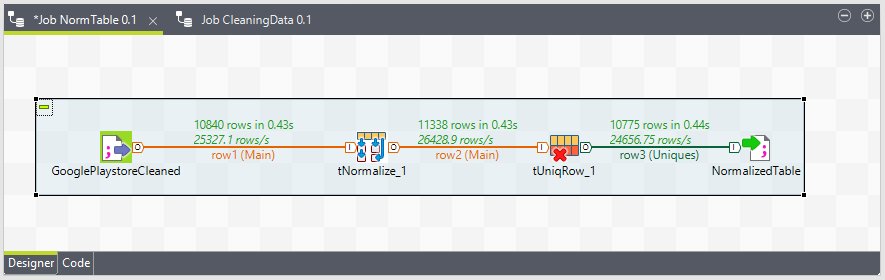 *Job NormTable 0.1
Job CleaningData 0.1
10840 rows in 0.43s
25327.1 rows/s
row1 (Main)
11338 rows in 0.43s
26428.9 rows/s
row2 (Main)
10775 rows in 0.44s
24656.75 rows/s
row3 (Uniques)
GooglePlaystoreCleaned
tNormalize_1
tUniqRow_1
NormalizedTable
Designer
Code